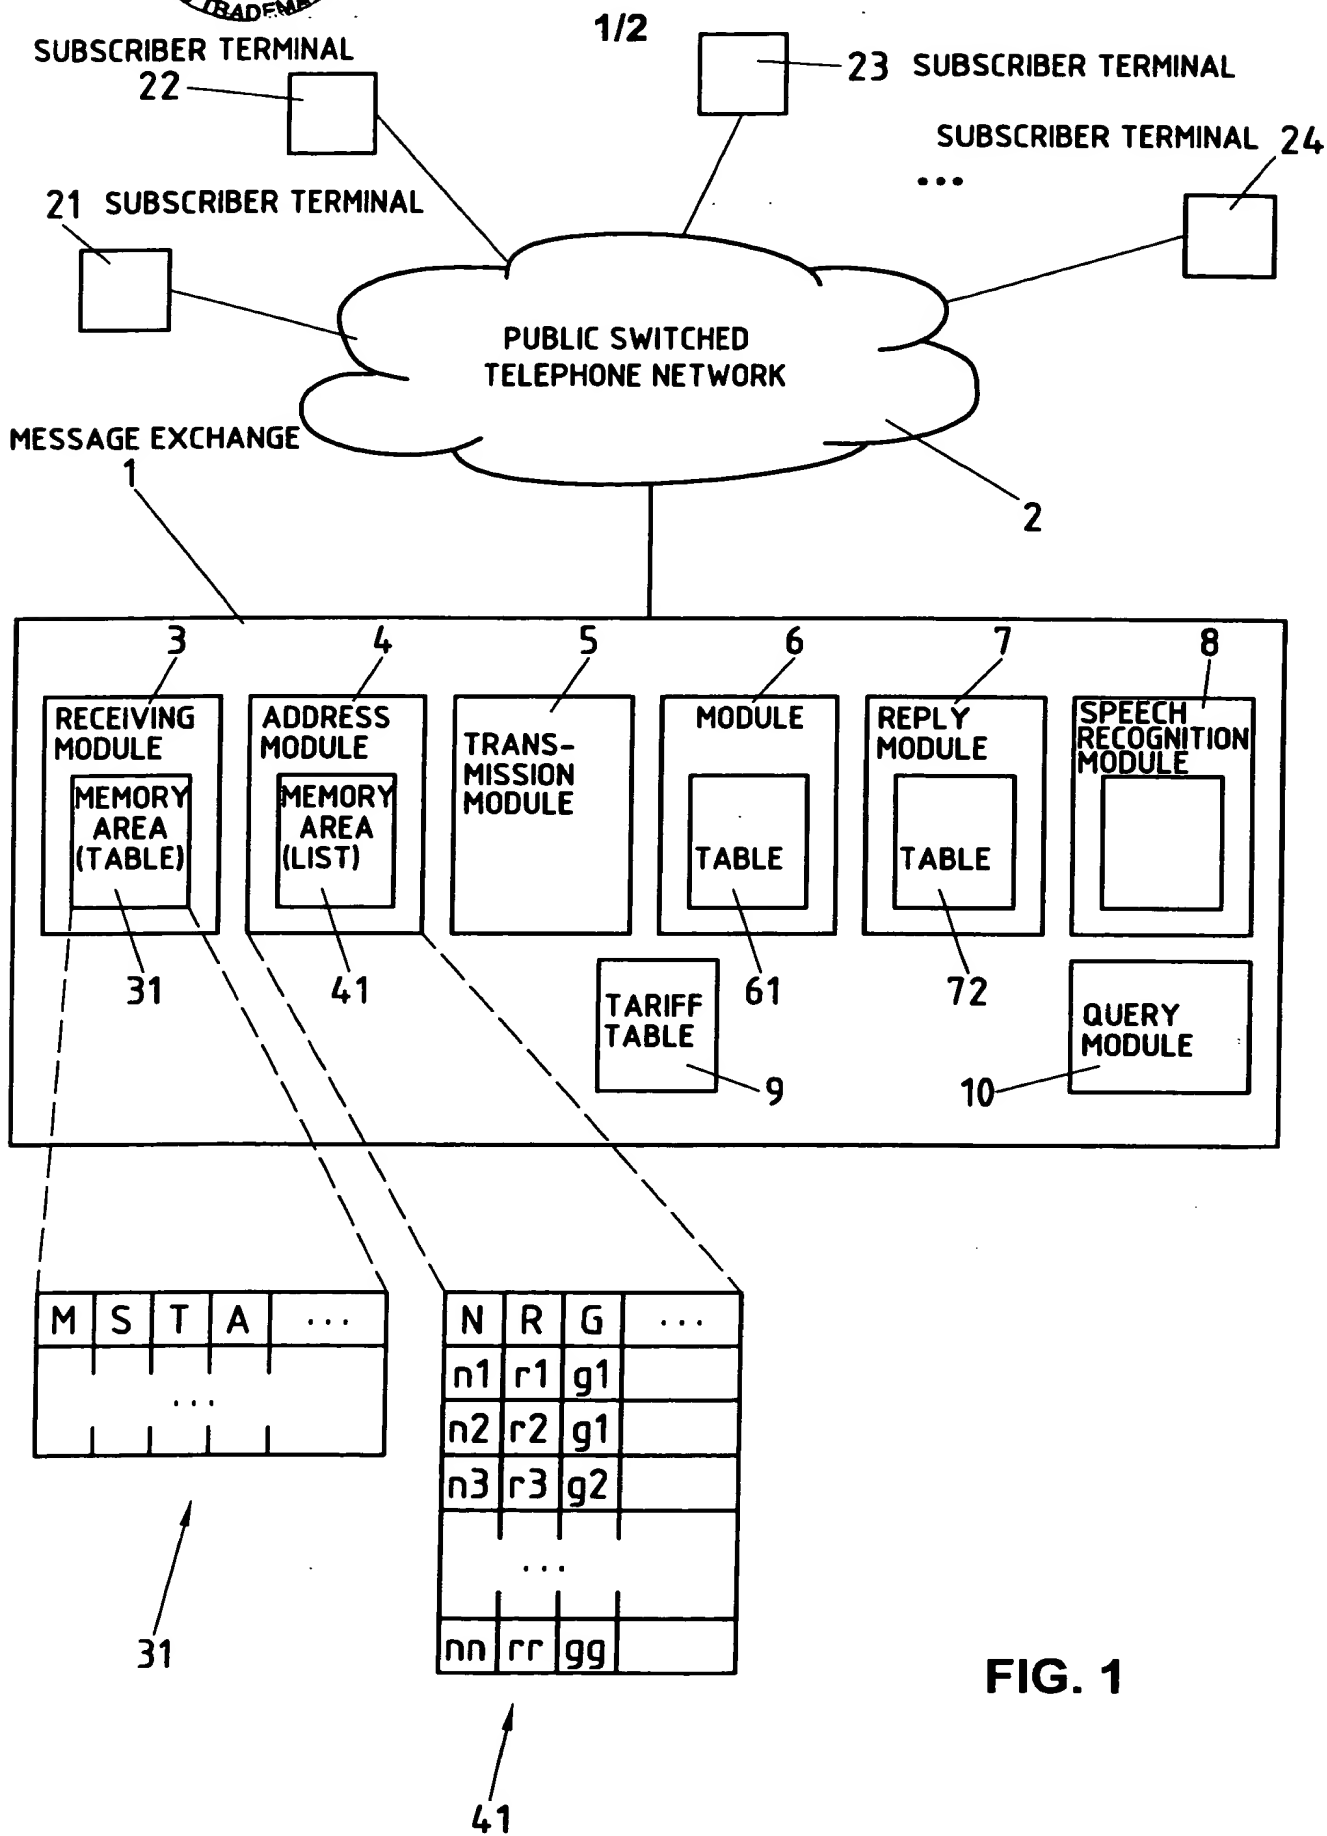 1/2
SUBSCRIBER TERMINAL
22
23 SUBSCRIBER TERMINAL
SUBSCRIBER TERMINAL 24
...
21 SUBSCRIBER TERMINAL
PUBLIC SWITCHED
TELEPHONE NETWORK
MESSAGE EXCHANGE
1
2
3 4 5 6 7 8
RECEIVING
MODULE
MEMORY
AREA
(TABLE)
31
ADDRESS
MODULE
MEMORY
AREA
(LIST)
41
TRANS-
MISSION
MODULE
MODULE
TABLE
61
REPLY
MODULE
TABLE
72
SPEECH
RECOGNITION
MODULE
TARIFF
TABLE
9
QUERY
MODULE
10
M S T A ...
...
31
N R G ...
n1 r1 g1
n2 r2 g1
n3 r3 g2
...
nn rr gg
41
FIG. 1